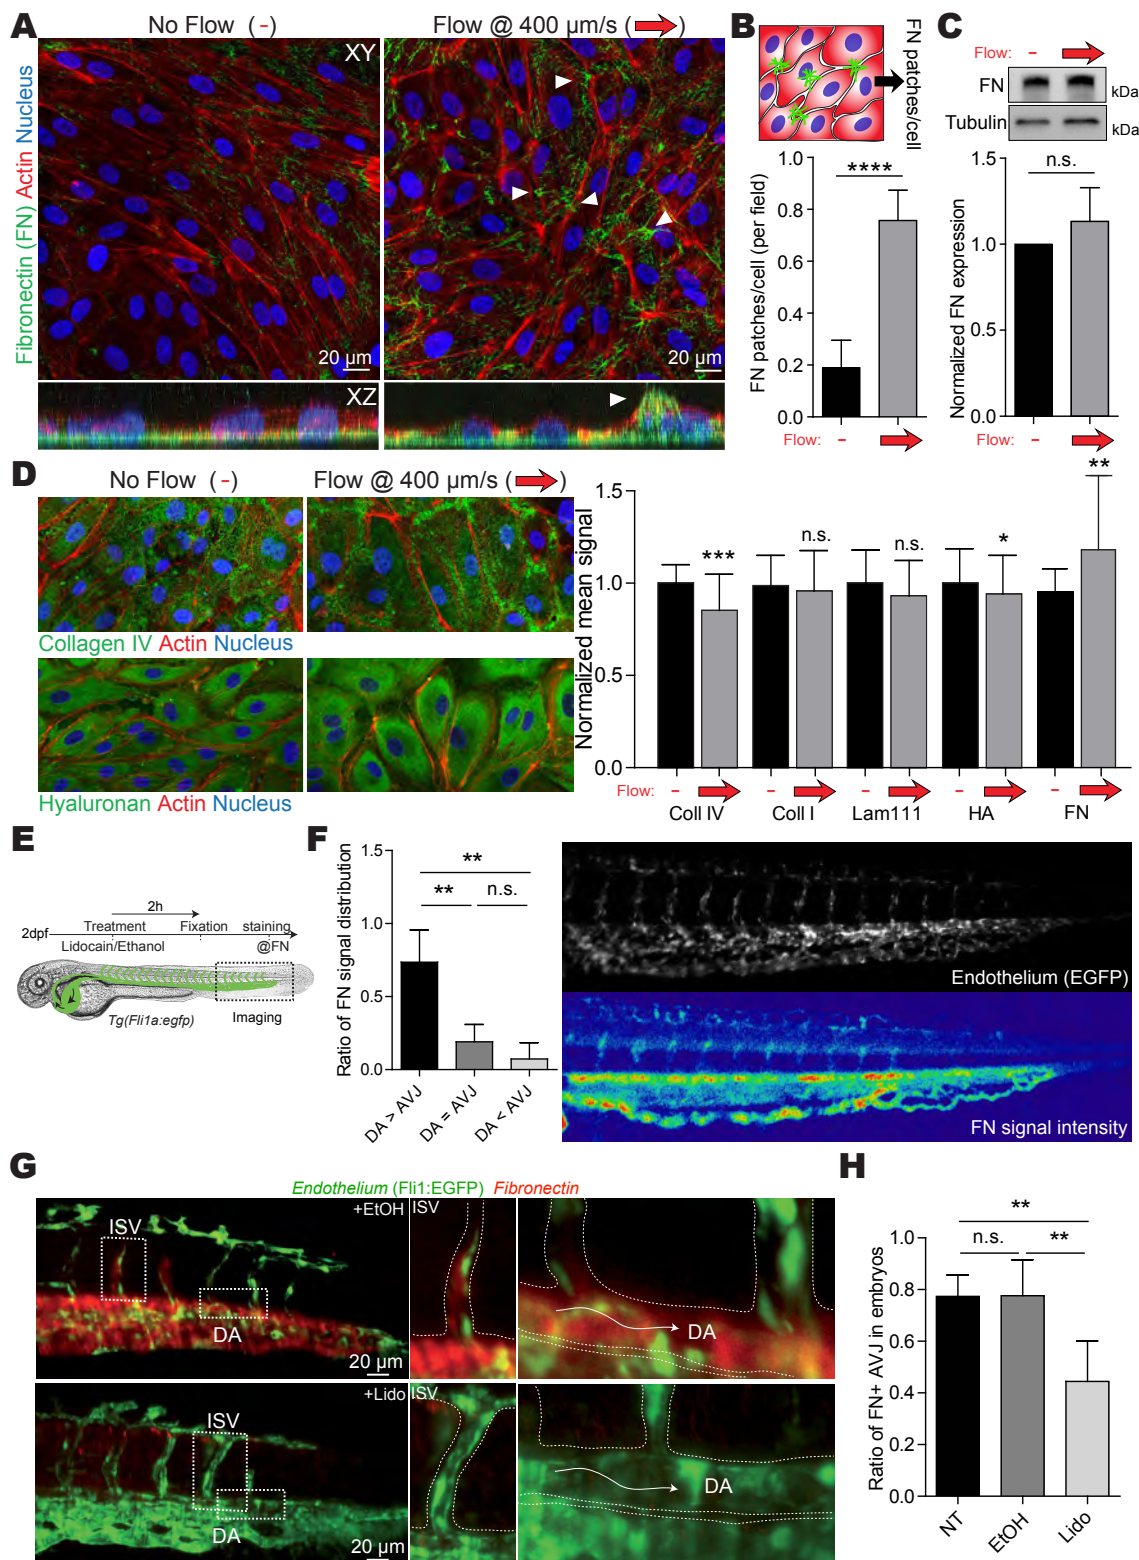 A
No Flow (-)
Flow @ 400 µm/s ( )
Fibronectin (FN) Actin Nucleus
XY
20 µm
20 µm
XZ
B
FN patches/cell
FN patches/cell (per field)
1.0
0.8
0.6
0.4
0.2
0.0
****
Flow: -
C
Flow: -
FN
kDa
Tubulin
kDa
Normalized FN expression
1.5
1.0
0.5
0.0
n.s.
Flow: -
D
No Flow (-)
Flow @ 400 µm/s ( )
Collagen IV Actin Nucleus
Hyaluronan Actin Nucleus
Normalized mean signal
1.5
1.0
0.5
0.0
*** n.s. n.s. * **
Flow: - - - - -
Coll IV Coll I Lam111 HA FN
E
2h
Treatment Fixation staining
2dpf
Lidocain/Ethanol @FN
Tg(Fli1a:egfp)
Imaging
F
Ratio of FN signal distribution
1.5
1.0
0.5
0.0
**
** n.s.
DA > AVJ
DA = AVJ
DA < AVJ
Endothelium (EGFP)
FN signal intensity
G
Endothelium (Fli1:EGFP) Fibronectin
+EtOH
ISV
DA
20 µm
ISV
DA
+Lido
ISV
DA
20 µm
ISV
DA
H
Ratio of FN+ AVJ in embryos
1.0
0.8
0.6
0.4
0.2
0.0
**
n.s. **
NT
EtOH
Lido